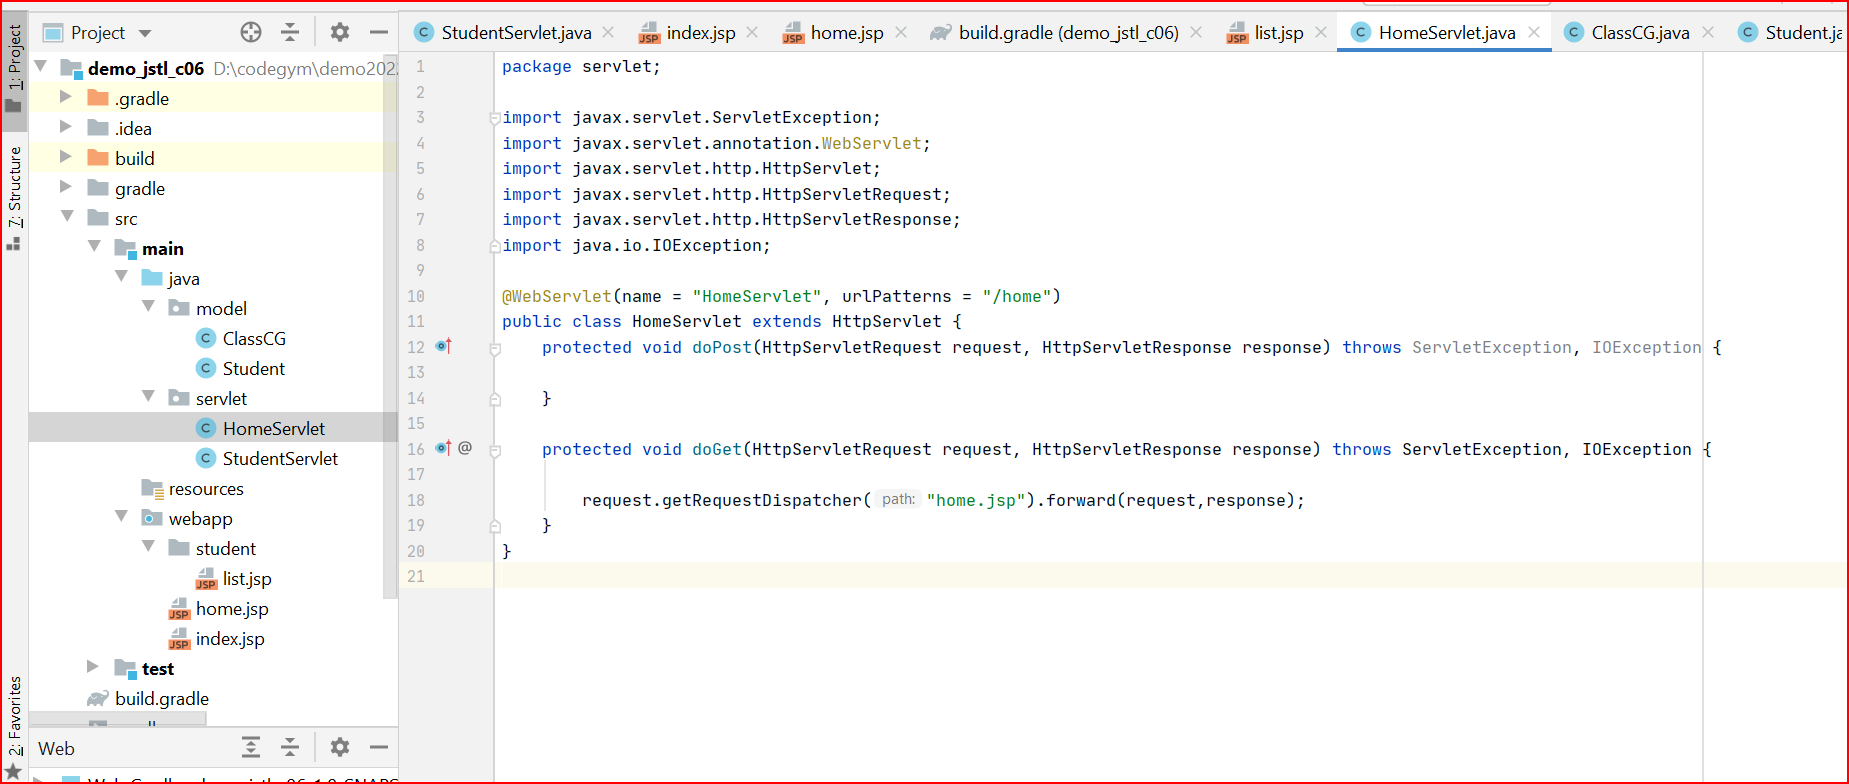 Project
StudentServlet.java
index.jsp
home.jsp
build.gradle (demo_jstl_c06)
list.jsp
HomeServlet.java
ClassCG.java
Student.ja
1: Project
7: Structure
2: Favorites
demo_jstl_c06 D:\codegym\demo202
.gradle
.idea
build
gradle
src
main
java
model
ClassCG
Student
servlet
HomeServlet
StudentServlet
resources
webapp
student
list.jsp
home.jsp
index.jsp
test
build.gradle
Web
1 package servlet;
2
3 import javax.servlet.ServletException;
4 import javax.servlet.annotation.WebServlet;
5 import javax.servlet.http.HttpServlet;
6 import javax.servlet.http.HttpServletRequest;
7 import javax.servlet.http.HttpServletResponse;
8 import java.io.IOException;
9
10 @WebServlet(name = "HomeServlet", urlPatterns = "/home")
11 public class HomeServlet extends HttpServlet {
12 protected void doPost(HttpServletRequest request, HttpServletResponse response) throws ServletException, IOException {
13
14 }
15
16 @ protected void doGet(HttpServletRequest request, HttpServletResponse response) throws ServletException, IOException {
17
18 request.getRequestDispatcher( path: "home.jsp").forward(request,response);
19 }
20 }
21